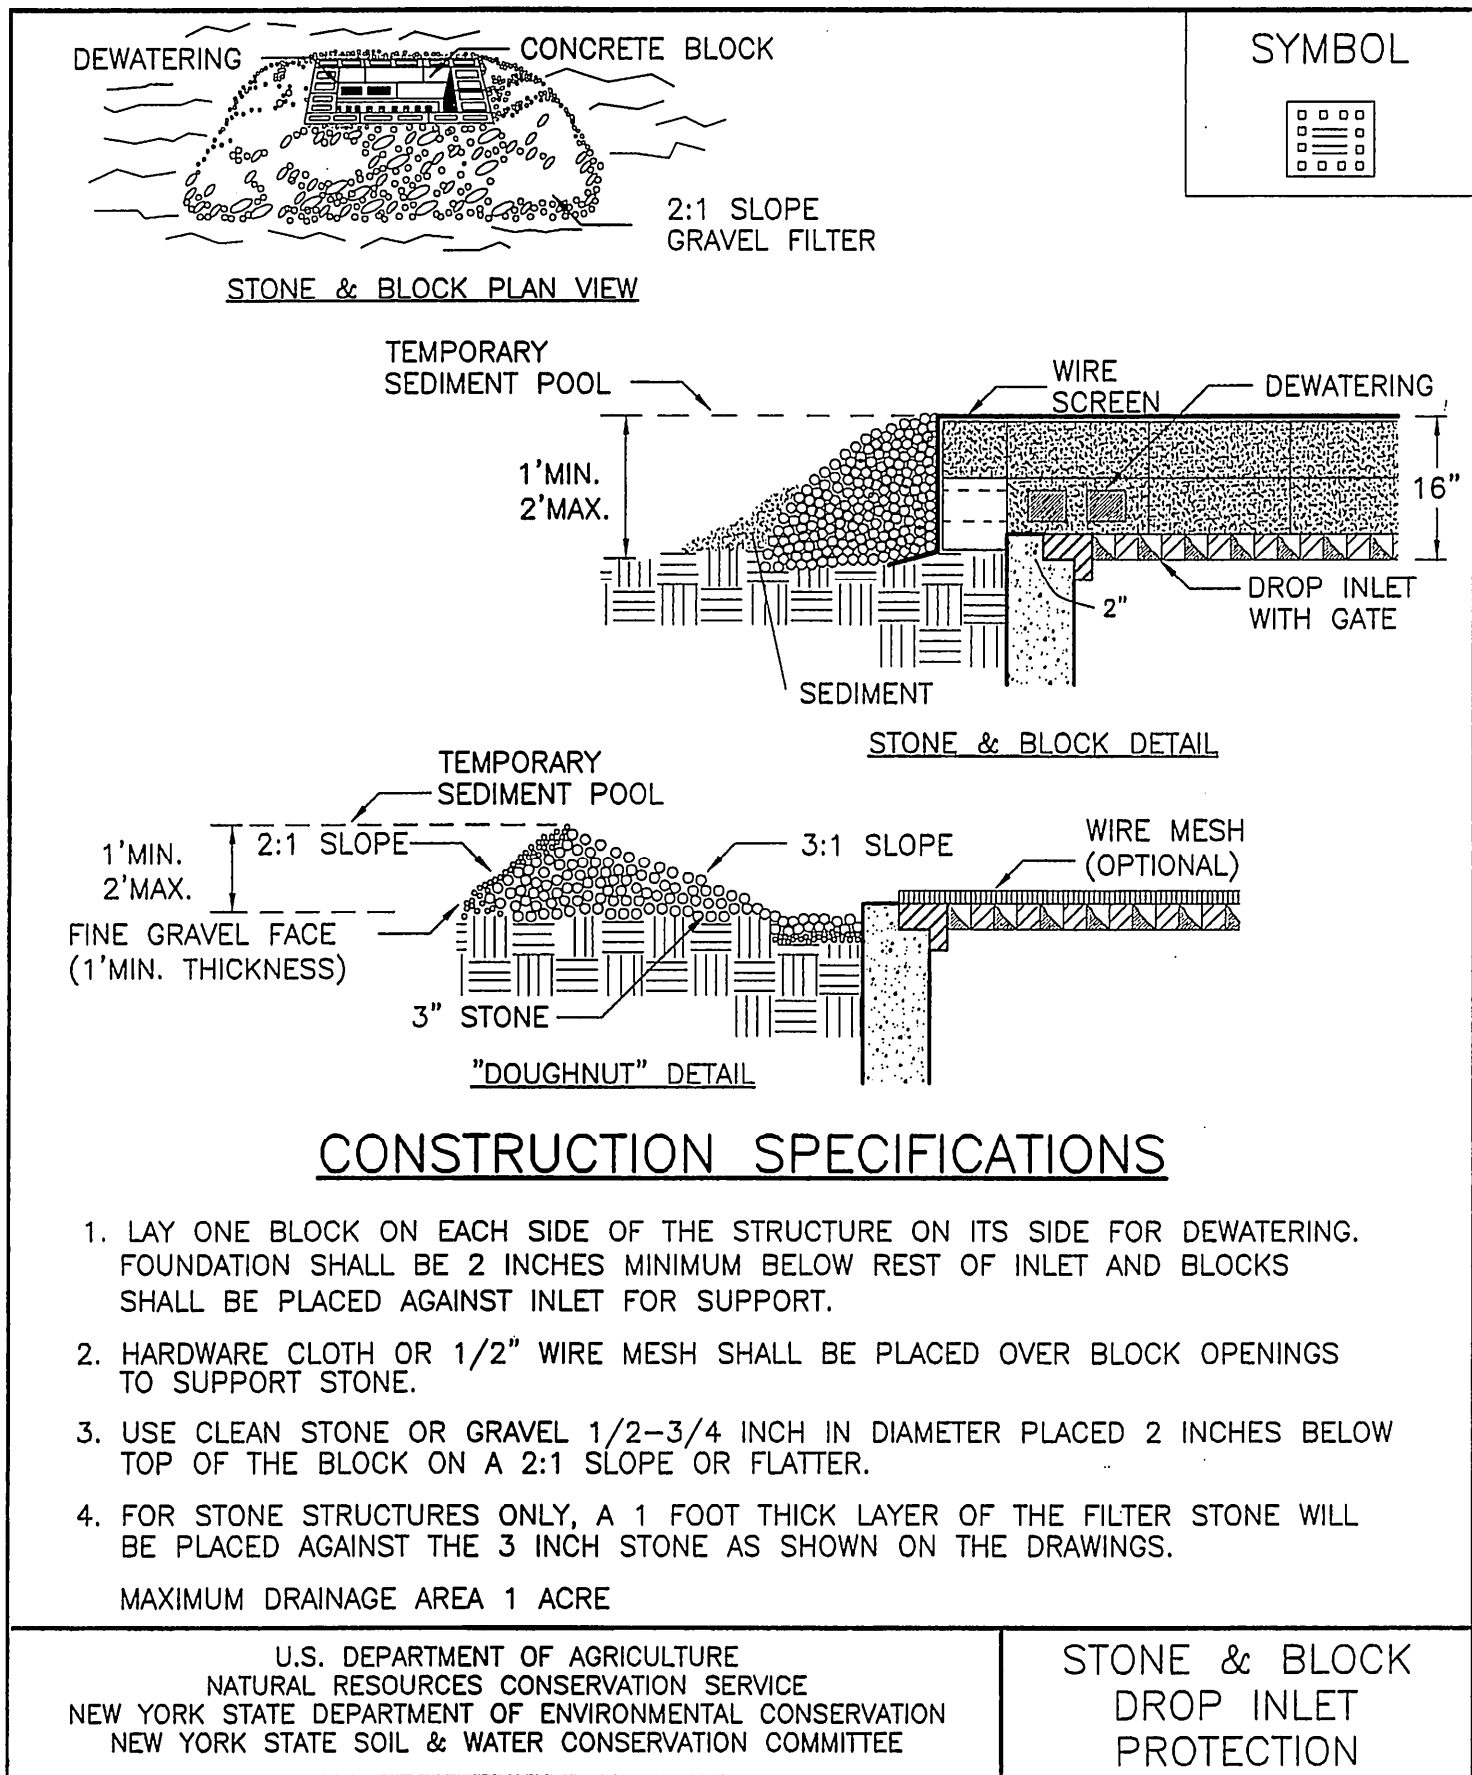 DEWATERING
CONCRETE BLOCK
SYMBOL
2:1 SLOPE
GRAVEL FILTER
STONE & BLOCK PLAN VIEW
TEMPORARY
SEDIMENT POOL
WIRE
SCREEN
DEWATERING
1'MIN.
2'MAX.
16"
DROP INLET
WITH GATE
2"
SEDIMENT
STONE & BLOCK DETAIL
TEMPORARY
SEDIMENT POOL
1'MIN.
2'MAX.
2:1 SLOPE
3:1 SLOPE
WIRE MESH
(OPTIONAL)
FINE GRAVEL FACE
(1'MIN. THICKNESS)
3" STONE
"DOUGHNUT" DETAIL
CONSTRUCTION SPECIFICATIONS
1. LAY ONE BLOCK ON EACH SIDE OF THE STRUCTURE ON ITS SIDE FOR DEWATERING.
FOUNDATION SHALL BE 2 INCHES MINIMUM BELOW REST OF INLET AND BLOCKS
SHALL BE PLACED AGAINST INLET FOR SUPPORT.
2. HARDWARE CLOTH OR 1/2" WIRE MESH SHALL BE PLACED OVER BLOCK OPENINGS
TO SUPPORT STONE.
3. USE CLEAN STONE OR GRAVEL 1/2-3/4 INCH IN DIAMETER PLACED 2 INCHES BELOW
TOP OF THE BLOCK ON A 2:1 SLOPE OR FLATTER.
4. FOR STONE STRUCTURES ONLY, A 1 FOOT THICK LAYER OF THE FILTER STONE WILL
BE PLACED AGAINST THE 3 INCH STONE AS SHOWN ON THE DRAWINGS.
MAXIMUM DRAINAGE AREA 1 ACRE
U.S. DEPARTMENT OF AGRICULTURE
NATURAL RESOURCES CONSERVATION SERVICE
NEW YORK STATE DEPARTMENT OF ENVIRONMENTAL CONSERVATION
NEW YORK STATE SOIL & WATER CONSERVATION COMMITTEE
STONE & BLOCK
DROP INLET
PROTECTION